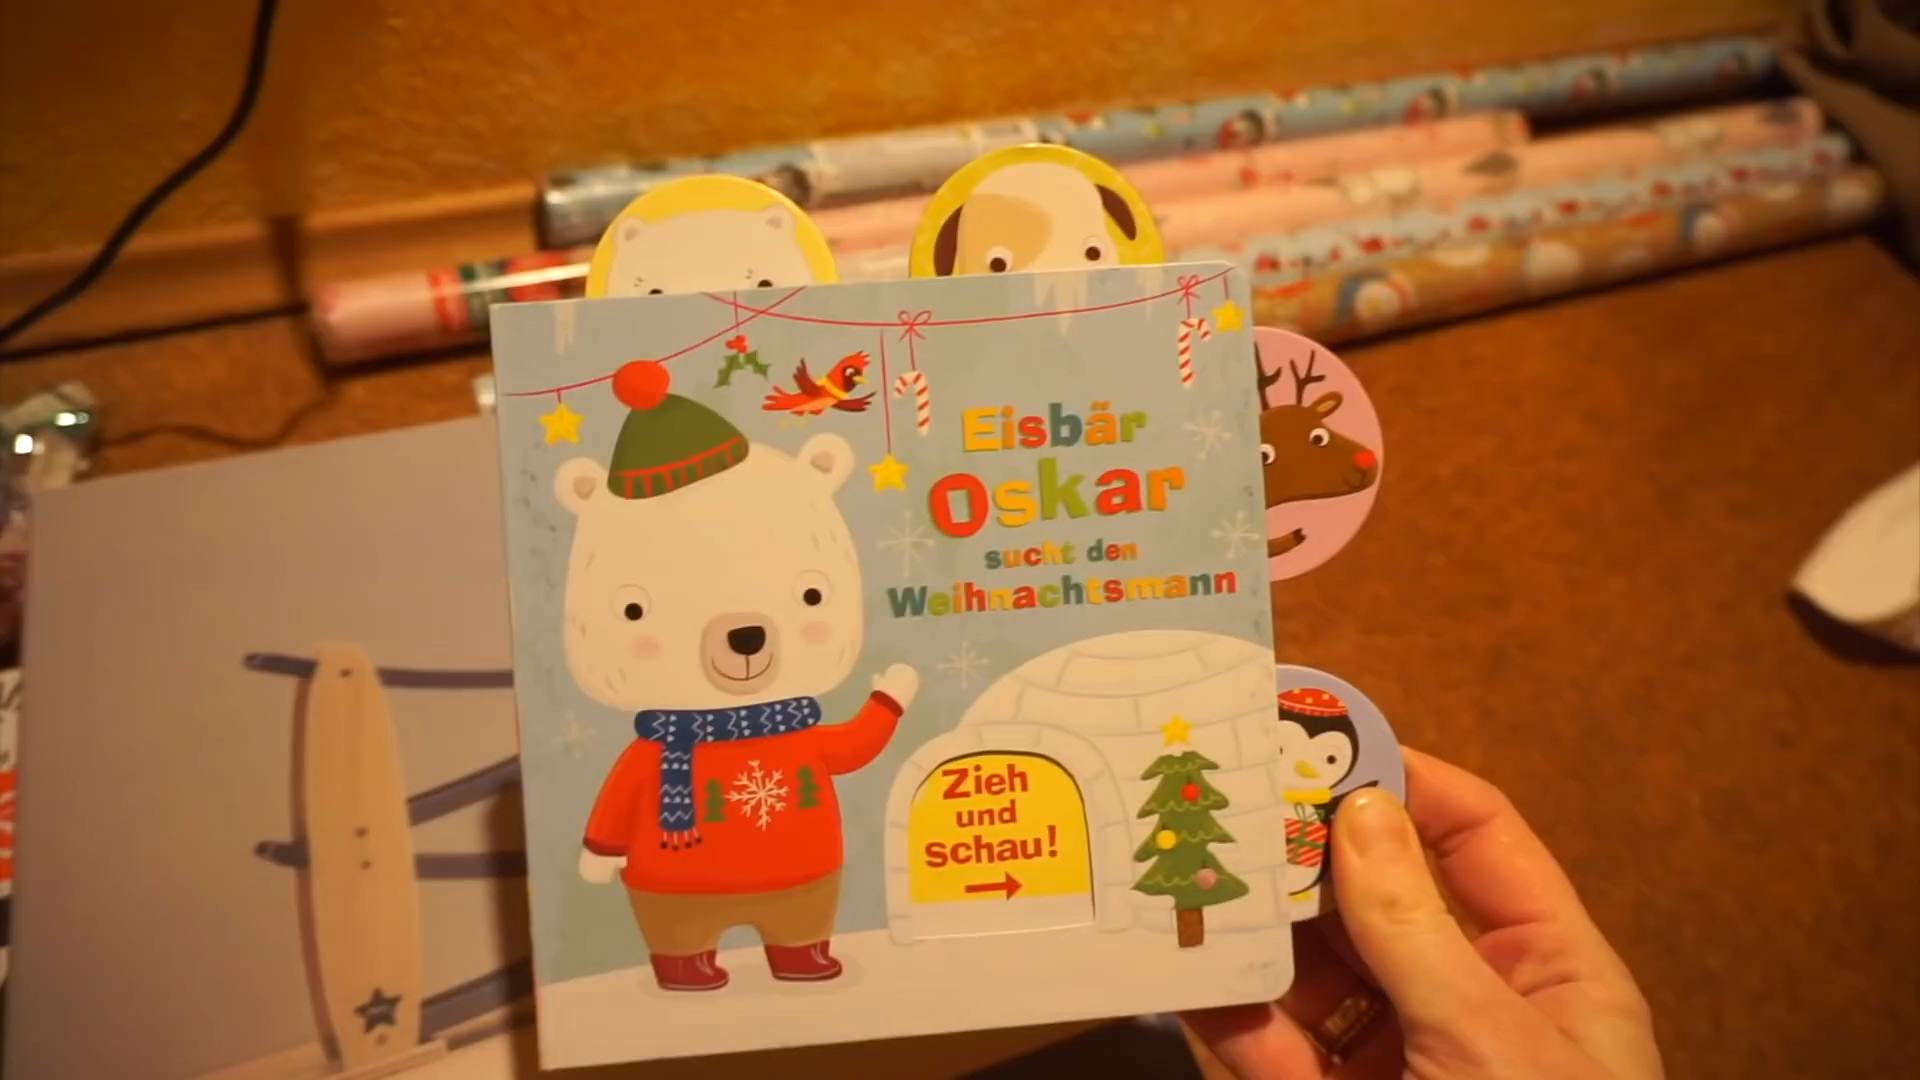 Eisbär
Oskar
sucht den
Weihnachtsmann
Zieh
und
schau!